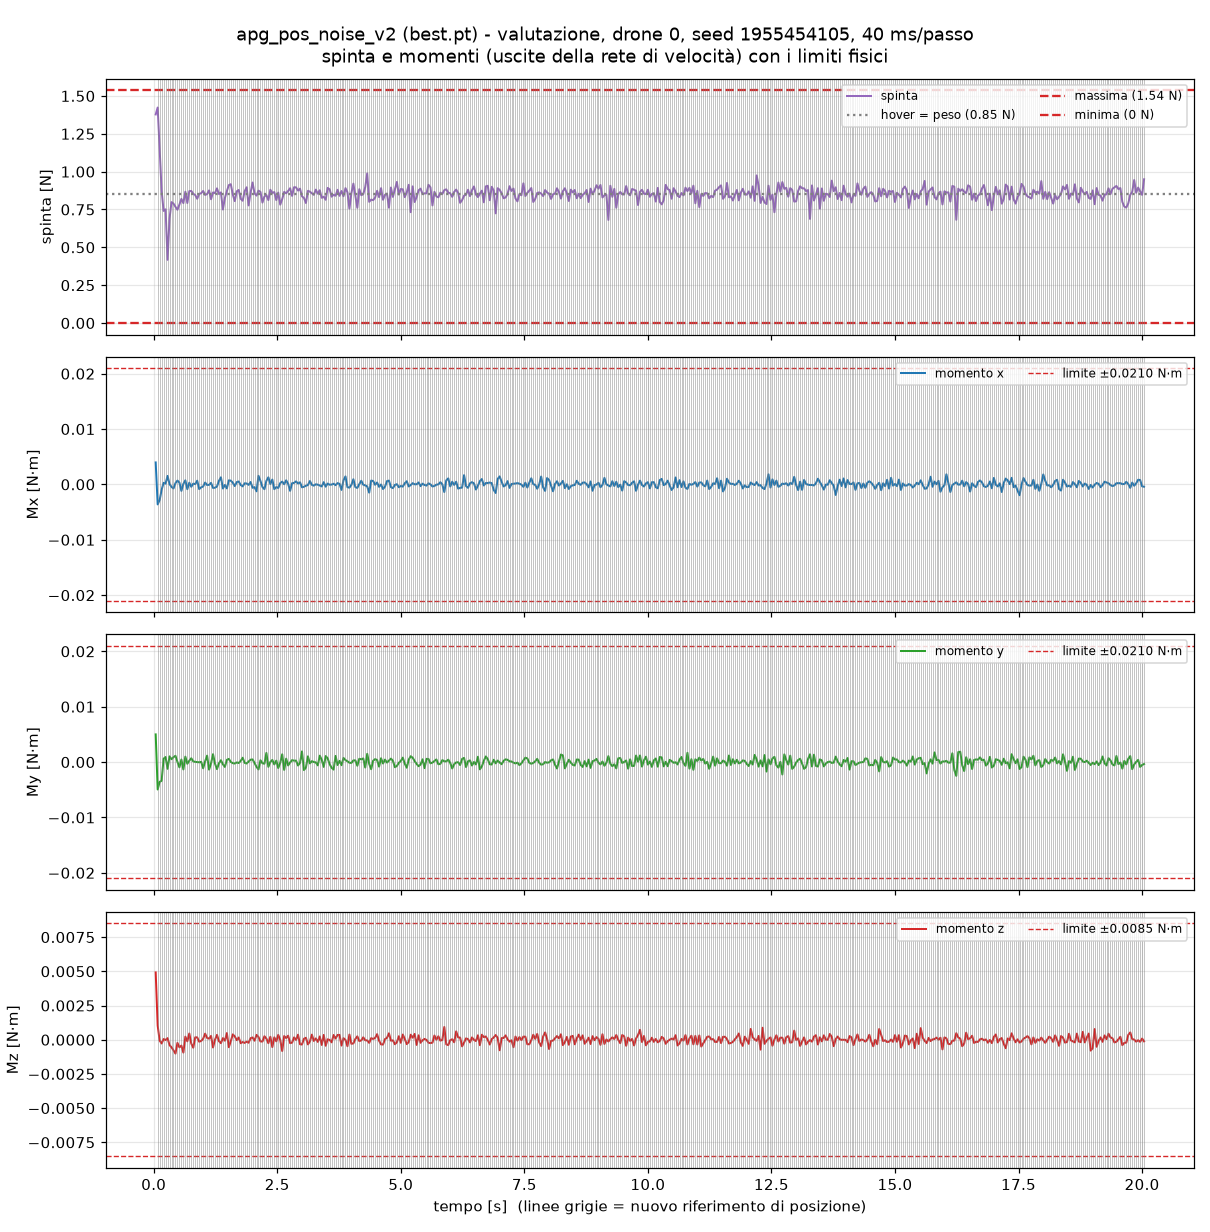 apg_pos_noise_v2 (best.pt) - valutazione, drone 0, seed 1955454105, 40 ms/passo
spinta e momenti (uscite della rete di velocità) con i limiti fisici
spinta [N]
1.50
1.25
1.00
0.75
0.50
0.25
0.00
spinta
hover = peso (0.85 N)
massima (1.54 N)
minima (0 N)
Mx [N·m]
0.02
0.01
0.00
−0.01
−0.02
momento x
limite ±0.0210 N·m
My [N·m]
0.02
0.01
0.00
−0.01
−0.02
momento y
limite ±0.0210 N·m
Mz [N·m]
0.0075
0.0050
0.0025
0.0000
−0.0025
−0.0050
−0.0075
momento z
limite ±0.0085 N·m
0.0
2.5
5.0
7.5
10.0
12.5
15.0
17.5
20.0
tempo [s]  (linee grigie = nuovo riferimento di posizione)